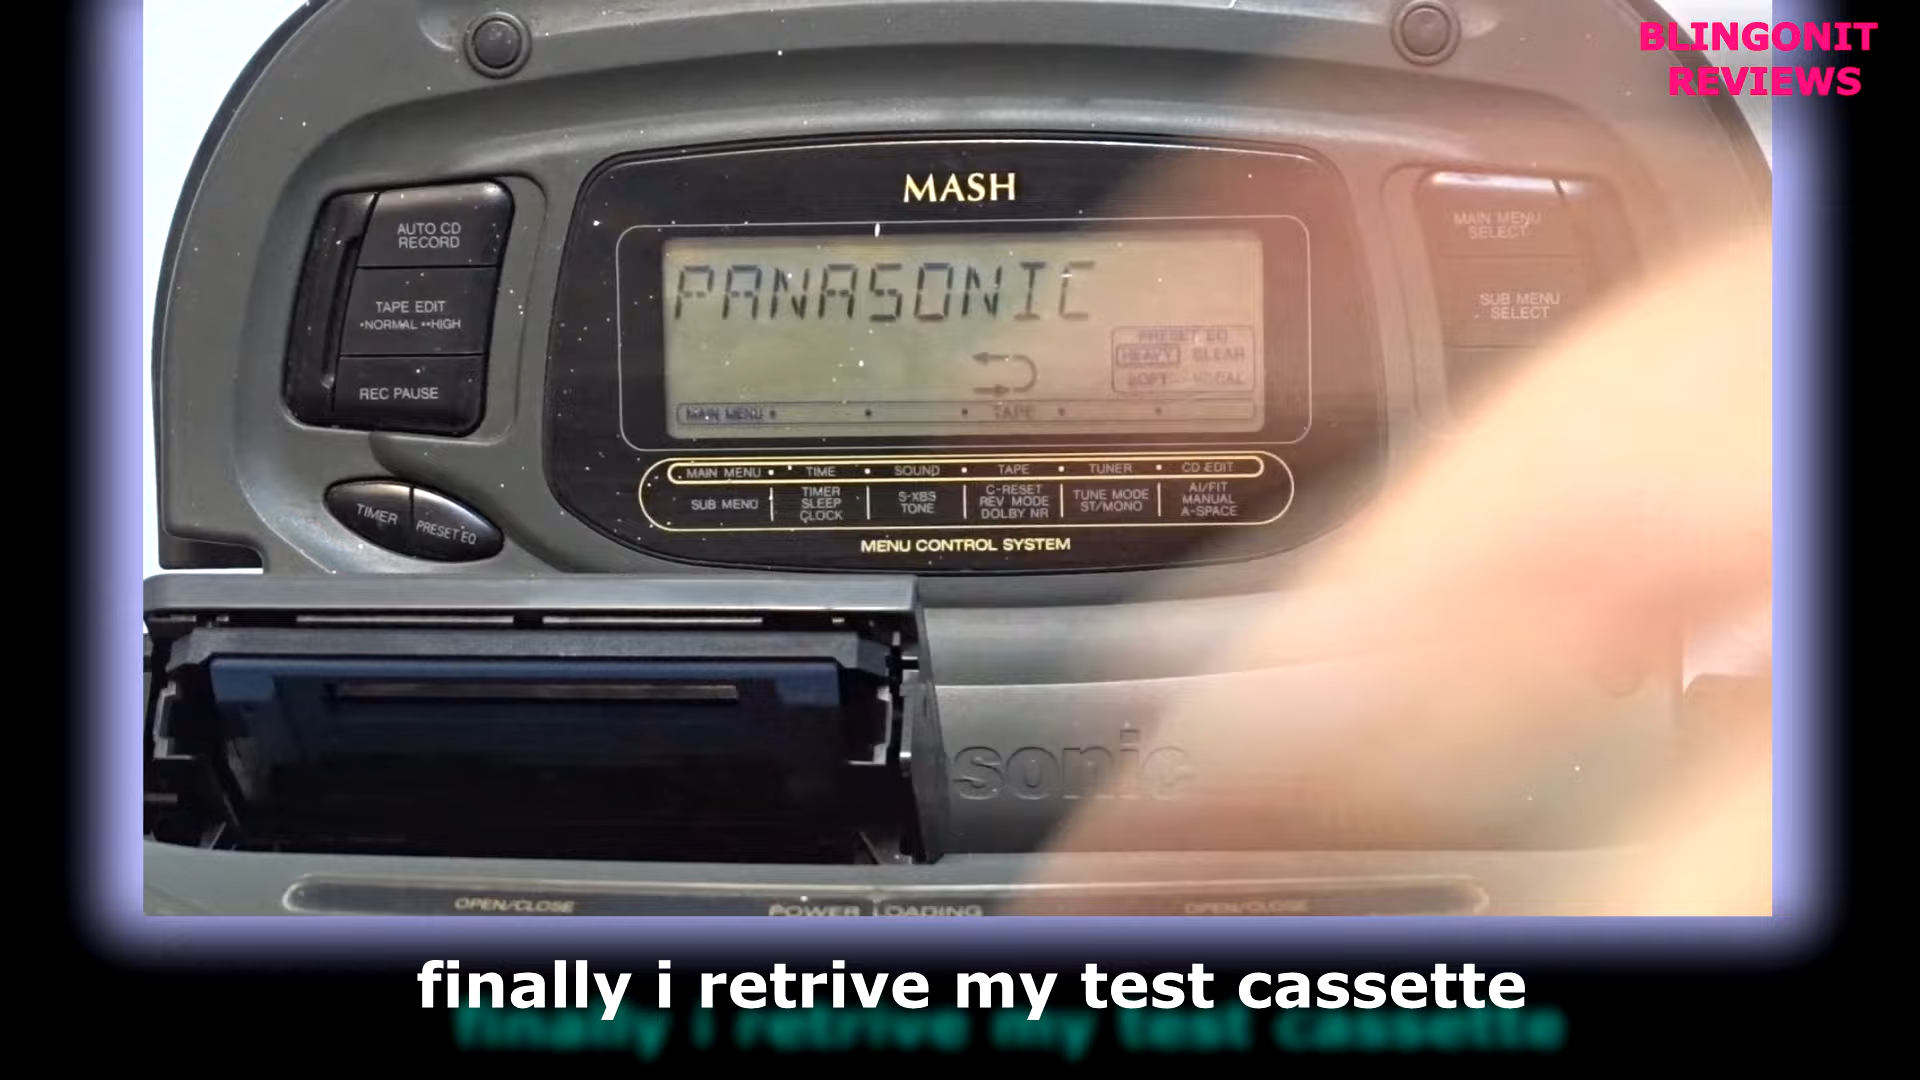 BLINGONIT
REVIEWS
MASH
AUTO CD
RECORD
TAPE EDIT
•NORMAL ••HIGH
REC PAUSE
TIMER
PRESET EQ
PANASONIC
PRESET EQ
HEAVY CLEAR
SOFT VOCAL
MAIN MENU
TAPE
MAIN MENU • TIME • SOUND • TAPE • TUNER • CD EDIT
SUB MENU
TIMER
SLEEP
CLOCK
S-XBS
TONE
C-RESET
REV MODE
DOLBY NR
TUNE MODE
ST/MONO
AI/FIT
MANUAL
A-SPACE
MENU CONTROL SYSTEM
MAIN MENU
SELECT
SUB MENU
SELECT
sonic
OPEN/CLOSE
POWER LOADING
OPEN/CLOSE
finally i retrive my test cassette